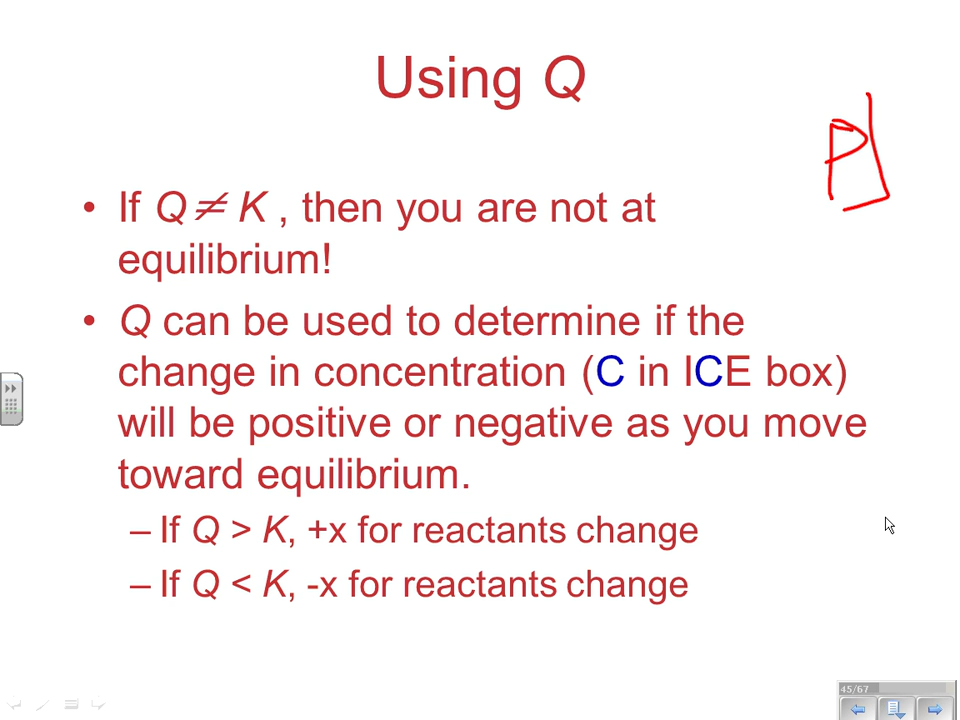 Using Q
• If Q ≠ K , then you are not at
equilibrium!
• Q can be used to determine if the
change in concentration (C in ICE box)
will be positive or negative as you move
toward equilibrium.
– If Q > K, +x for reactants change
– If Q < K, -x for reactants change
45/67